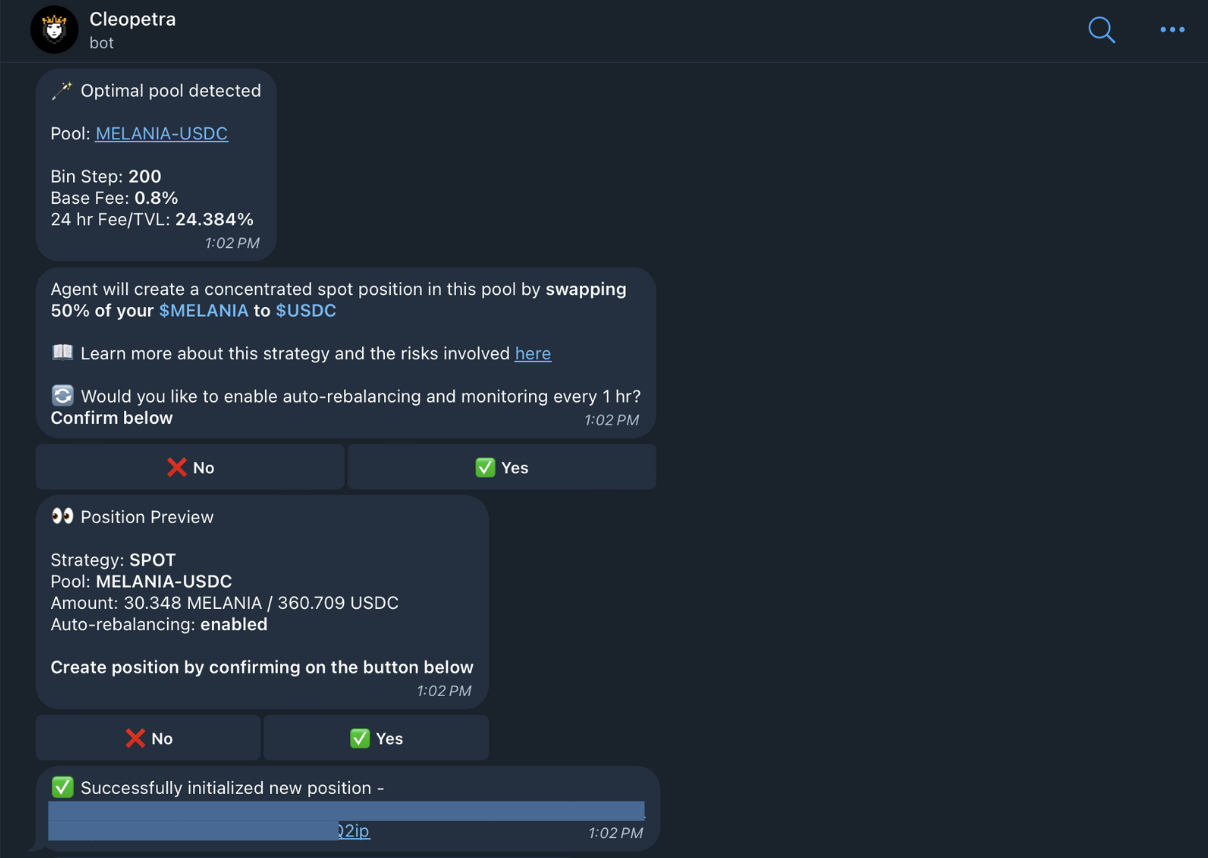 Cleopetra
bot
Optimal pool detected
Pool: MELANIA-USDC
Bin Step: 200
Base Fee: 0.8%
24 hr Fee/TVL: 24.384%
1:02 PM
Agent will create a concentrated spot position in this pool by swapping
50% of your $MELANIA to $USDC
Learn more about this strategy and the risks involved here
Would you like to enable auto-rebalancing and monitoring every 1 hr?
Confirm below
1:02 PM
No
Yes
Position Preview
Strategy: SPOT
Pool: MELANIA-USDC
Amount: 30.348 MELANIA / 360.709 USDC
Auto-rebalancing: enabled
Create position by confirming on the button below
1:02 PM
No
Yes
Successfully initialized new position -
Q2ip
1:02 PM